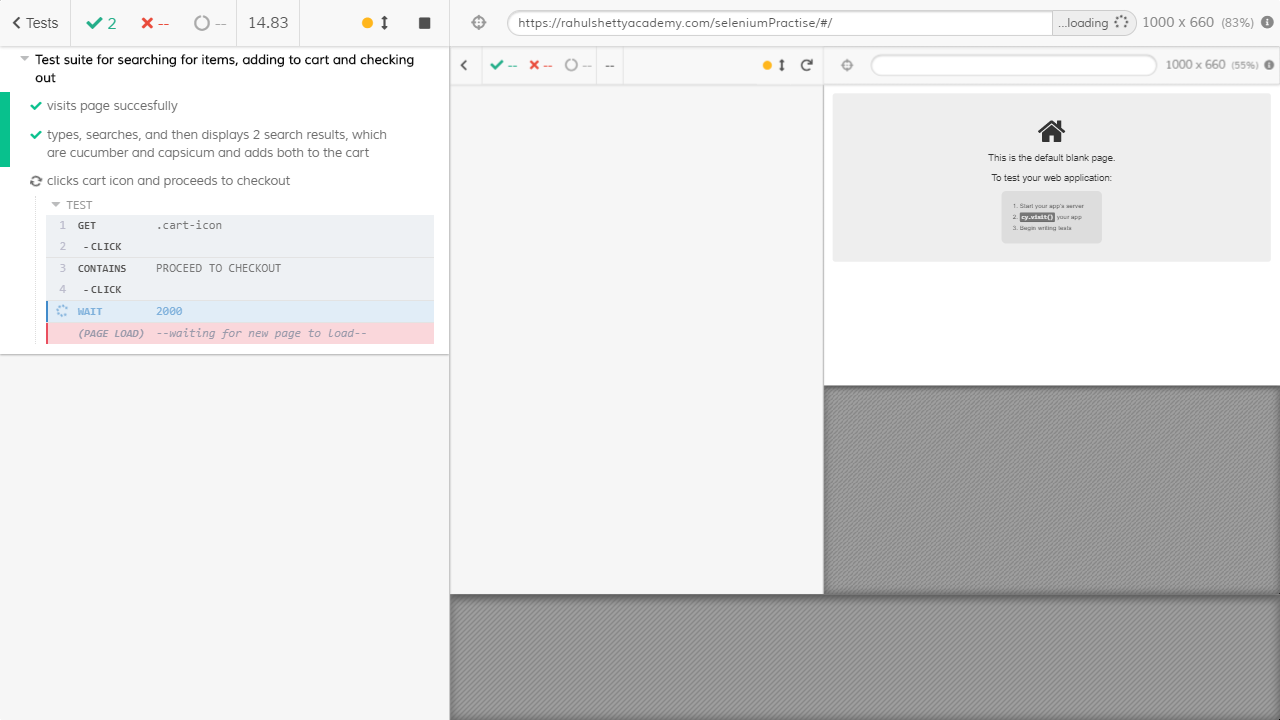 Tests
2
--
--
14.83
https://rahulshettyacademy.com/seleniumPractise/#/
...loading
1000 x 660 (83%)
Test suite for searching for items, adding to cart and checking
out
visits page succesfully
types, searches, and then displays 2 search results, which
are cucumber and capsicum and adds both to the cart
clicks cart icon and proceeds to checkout
TEST
1 GET .cart-icon
2 - CLICK
3 CONTAINS PROCEED TO CHECKOUT
4 - CLICK
WAIT 2000
(PAGE LOAD) --waiting for new page to load--
--
--
--
--
1000 x 660 (55%)
This is the default blank page.
To test your web application:
1. Start your app's server
2. cy.visit() your app
3. Begin writing tests